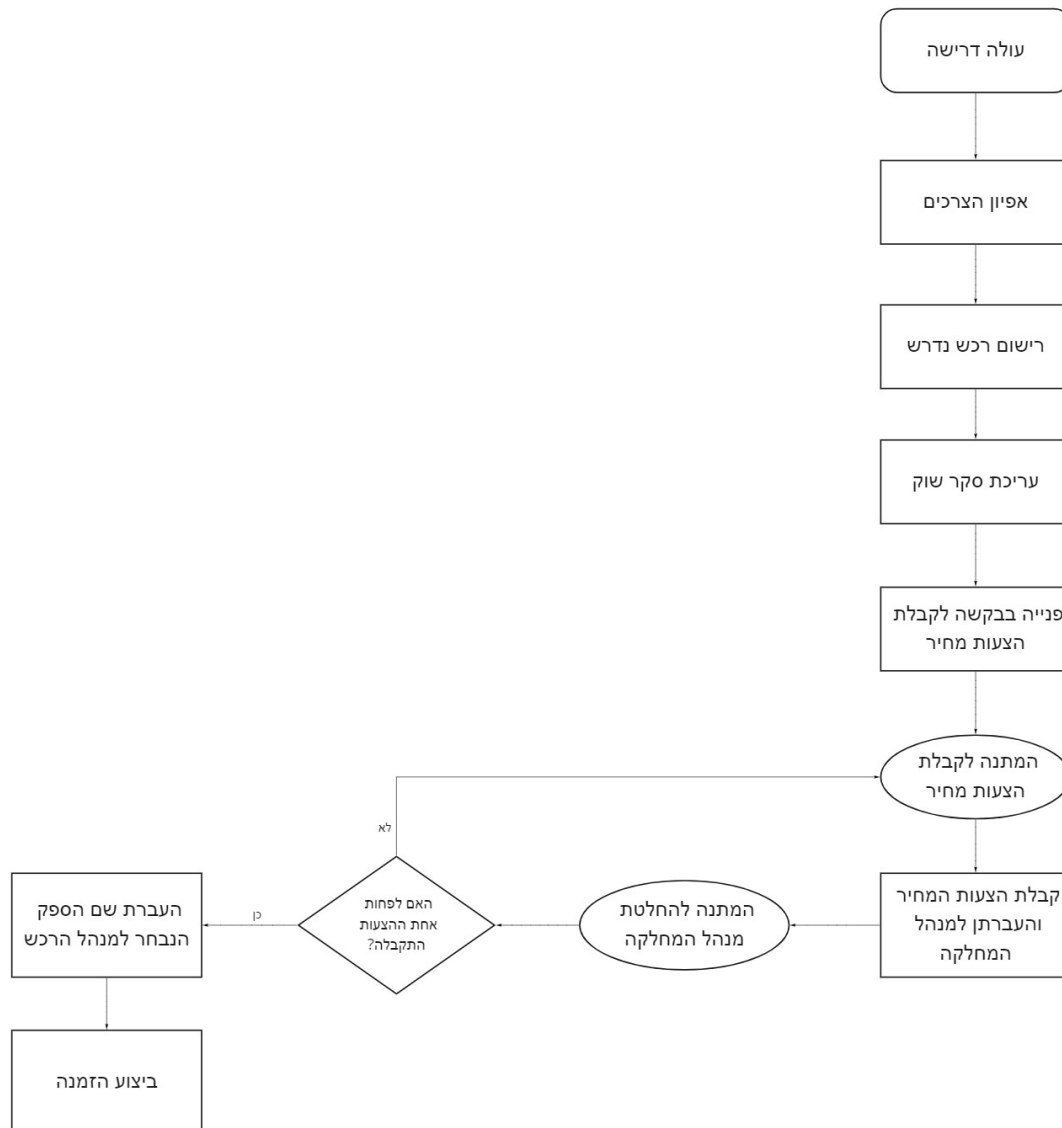 עולה דרישה
אפיון הצרכים
רישום רכש נדרש
עריכת סקר שוק
פנייה בבקשה לקבלת
הצעות מחיר
המתנה לקבלת
הצעות מחיר
קבלת הצעות המחיר
והעברתן למנהל
המחלקה
המתנה להחלטת
מנהל המחלקה
האם לפחות
אחת ההצעות
התקבלה?
לא
כן
העברת שם הספק
הנבחר למנהל הרכש
ביצוע הזמנה